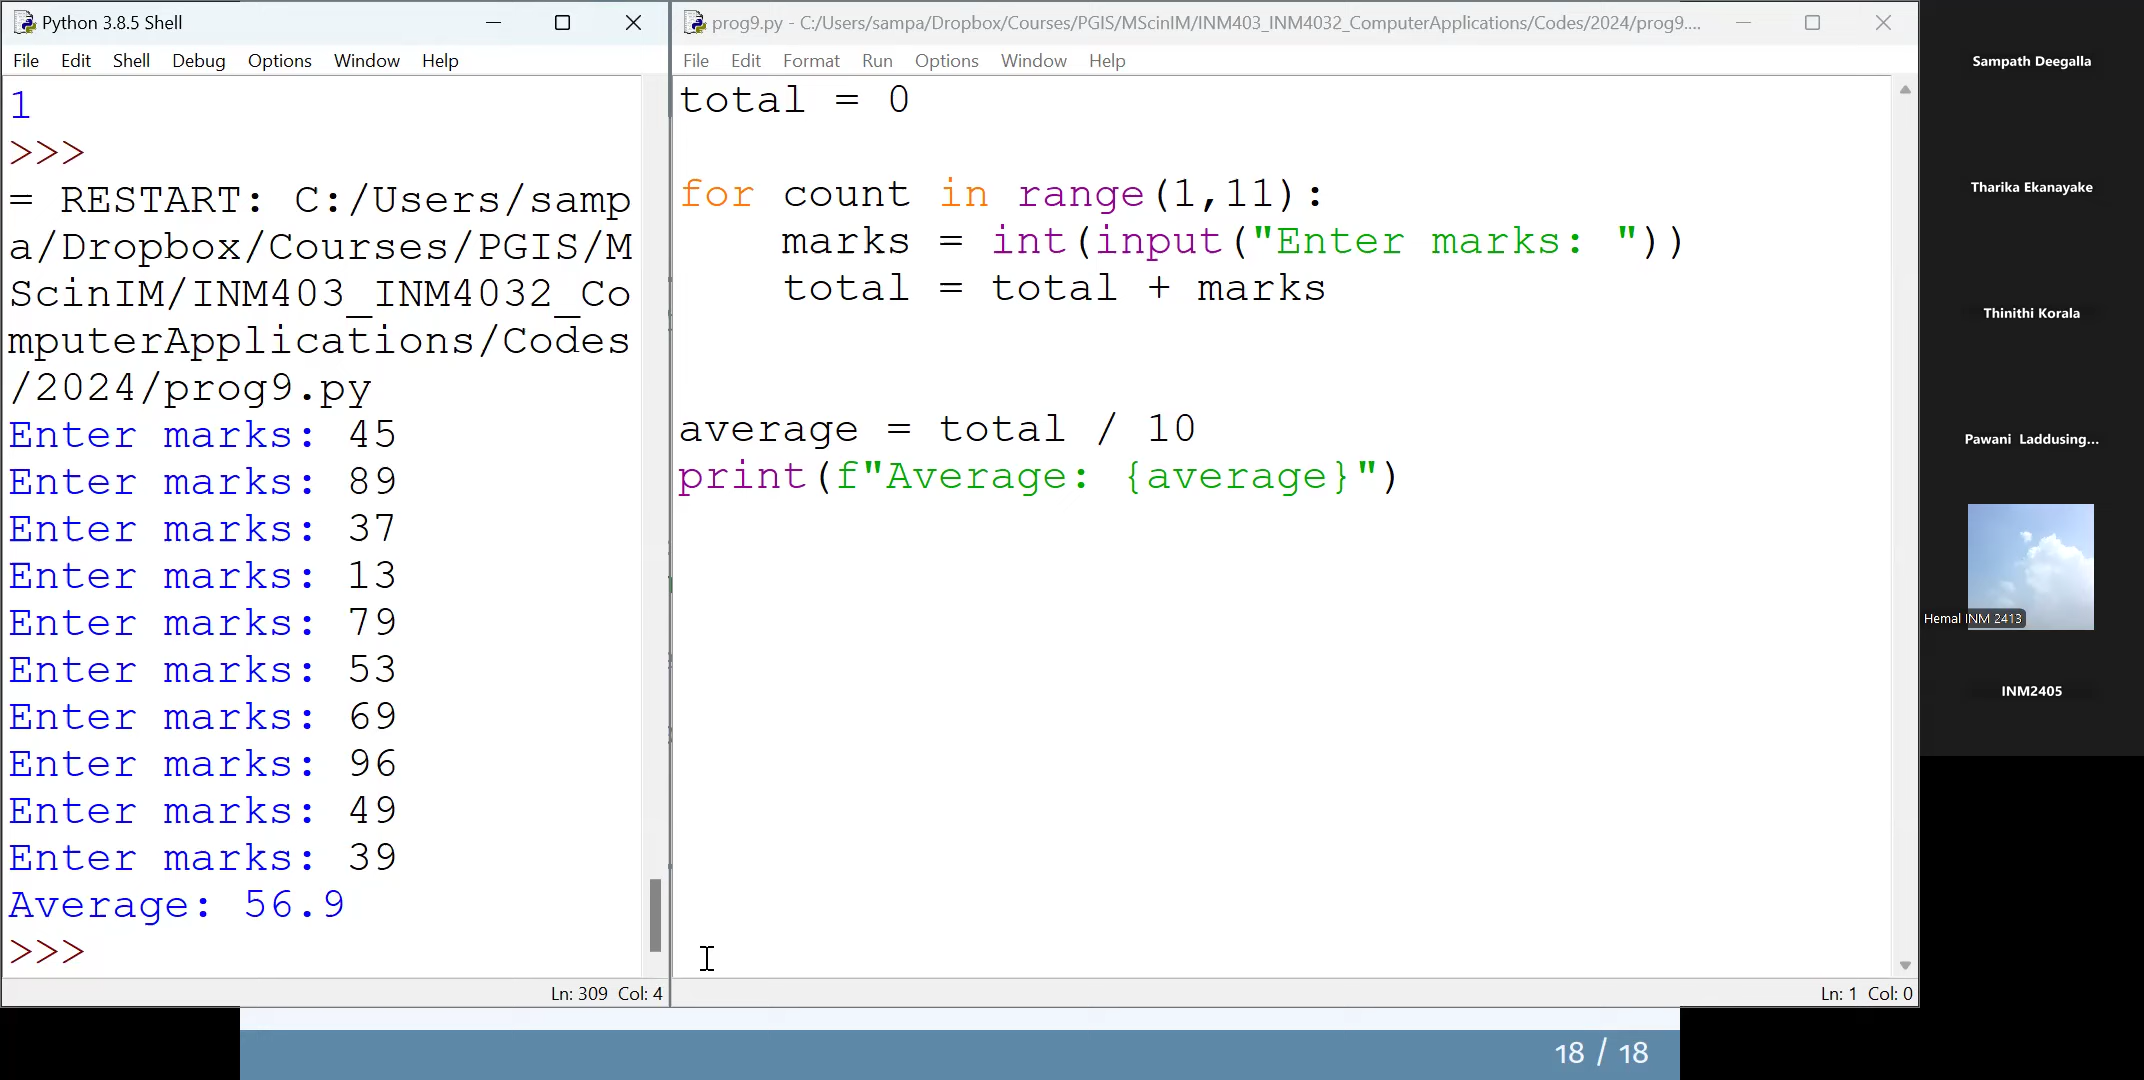 Python 3.8.5 Shell
File Edit Shell Debug Options Window Help
1
>>>
= RESTART: C:/Users/samp
a/Dropbox/Courses/PGIS/M
ScinIM/INM403_INM4032_Co
mputerApplications/Codes
/2024/prog9.py
Enter marks: 45
Enter marks: 89
Enter marks: 37
Enter marks: 13
Enter marks: 79
Enter marks: 53
Enter marks: 69
Enter marks: 96
Enter marks: 49
Enter marks: 39
Average: 56.9
>>>
Ln: 309 Col: 4
prog9.py - C:/Users/sampa/Dropbox/Courses/PGIS/MScinIM/INM403_INM4032_ComputerApplications/Codes/2024/prog9....
File Edit Format Run Options Window Help
total = 0
for count in range(1,11):
    marks = int(input("Enter marks: "))
    total = total + marks
average = total / 10
print(f"Average: {average}")
Ln: 1 Col: 0
Sampath Deegalla
Tharika Ekanayake
Thinithi Korala
Pawani Laddusing...
Hemal INM 2413
INM2405
18 / 18